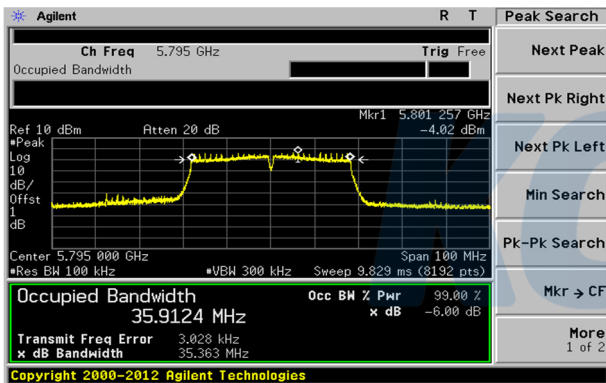 Agilent R T Peak Search
Ch Freq 5.795 GHz Trig Free
Occupied Bandwidth
Next Peak
Next Pk Right
Mkr1 5.801 257 GHz
Ref 10 dBm Atten 20 dB -4.02 dBm
#Peak
Log
10
dB/
Offst
1
dB
1
Next Pk Left
Min Search
Pk-Pk Search
Center 5.795 000 GHz Span 100 MHz
#Res BW 100 kHz #VBW 300 kHz Sweep 9.829 ms (8192 pts)
Occupied Bandwidth Occ BW % Pwr 99.00 %
35.9124 MHz x dB -6.00 dB
Mkr → CF
Transmit Freq Error 3.028 kHz
x dB Bandwidth 35.363 MHz
More
1 of 2
Copyright 2000-2012 Agilent Technologies
KC